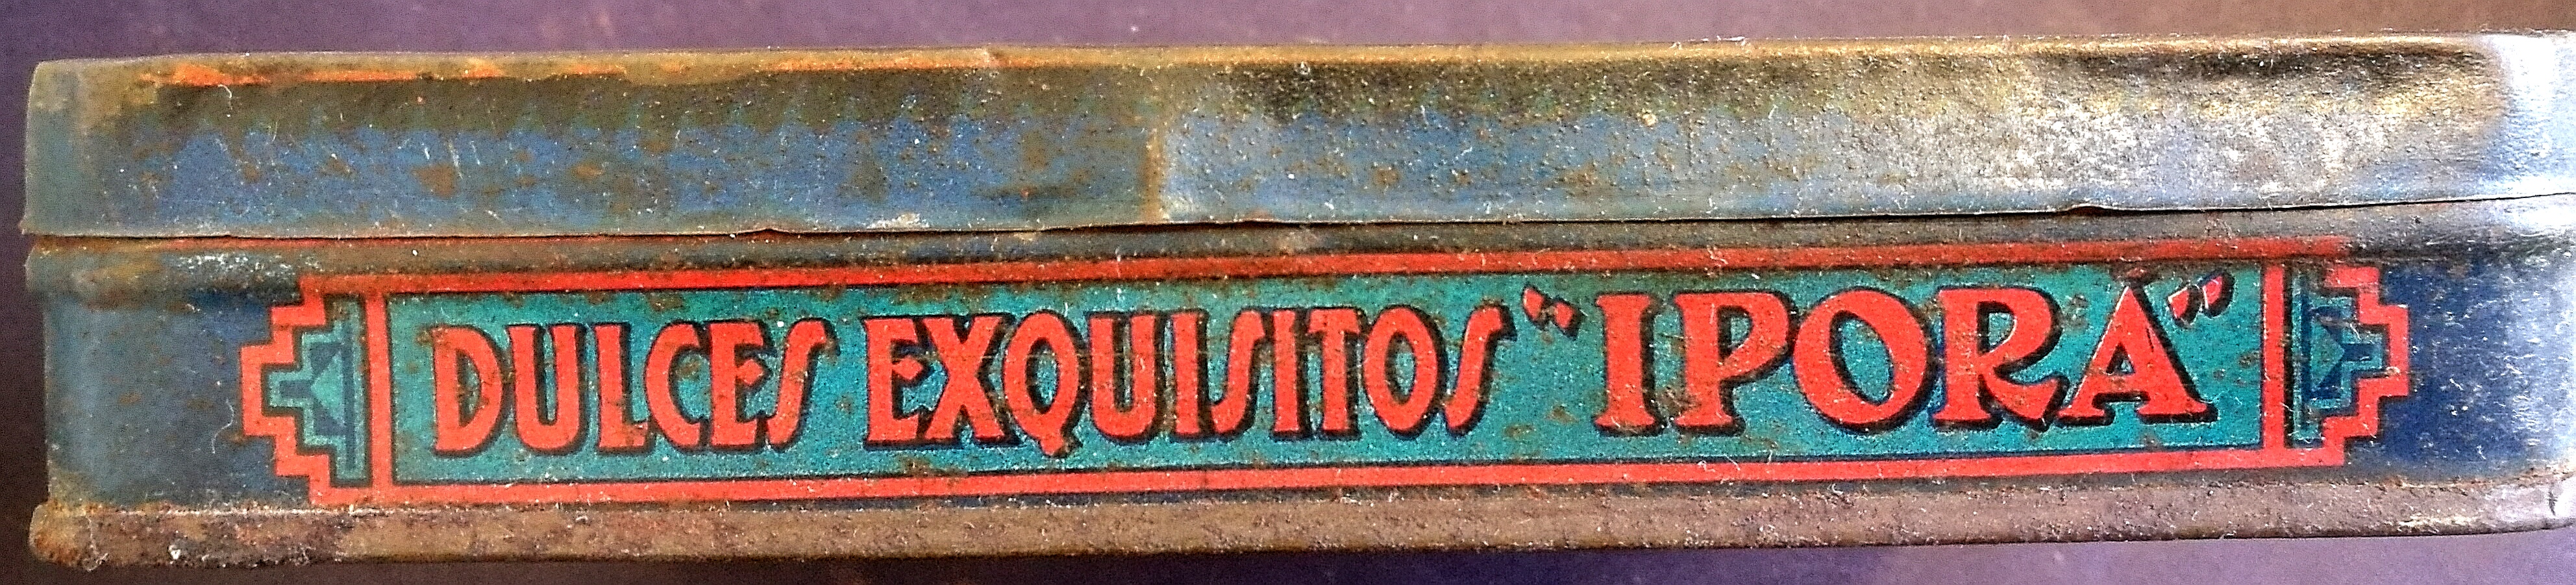 DULCES EXQUISITOS "IPORÁ"